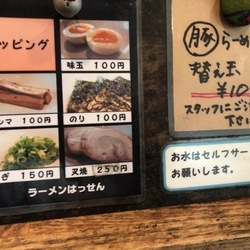 ッピング
味玉 100円
ンマ 100円
のり 100円
ぎ 150円
叉焼 250円
ラーメンはっせん
豚らーめ
替え玉
¥10
スタッフにご
下せい
お水はセルフサー
お願いします。